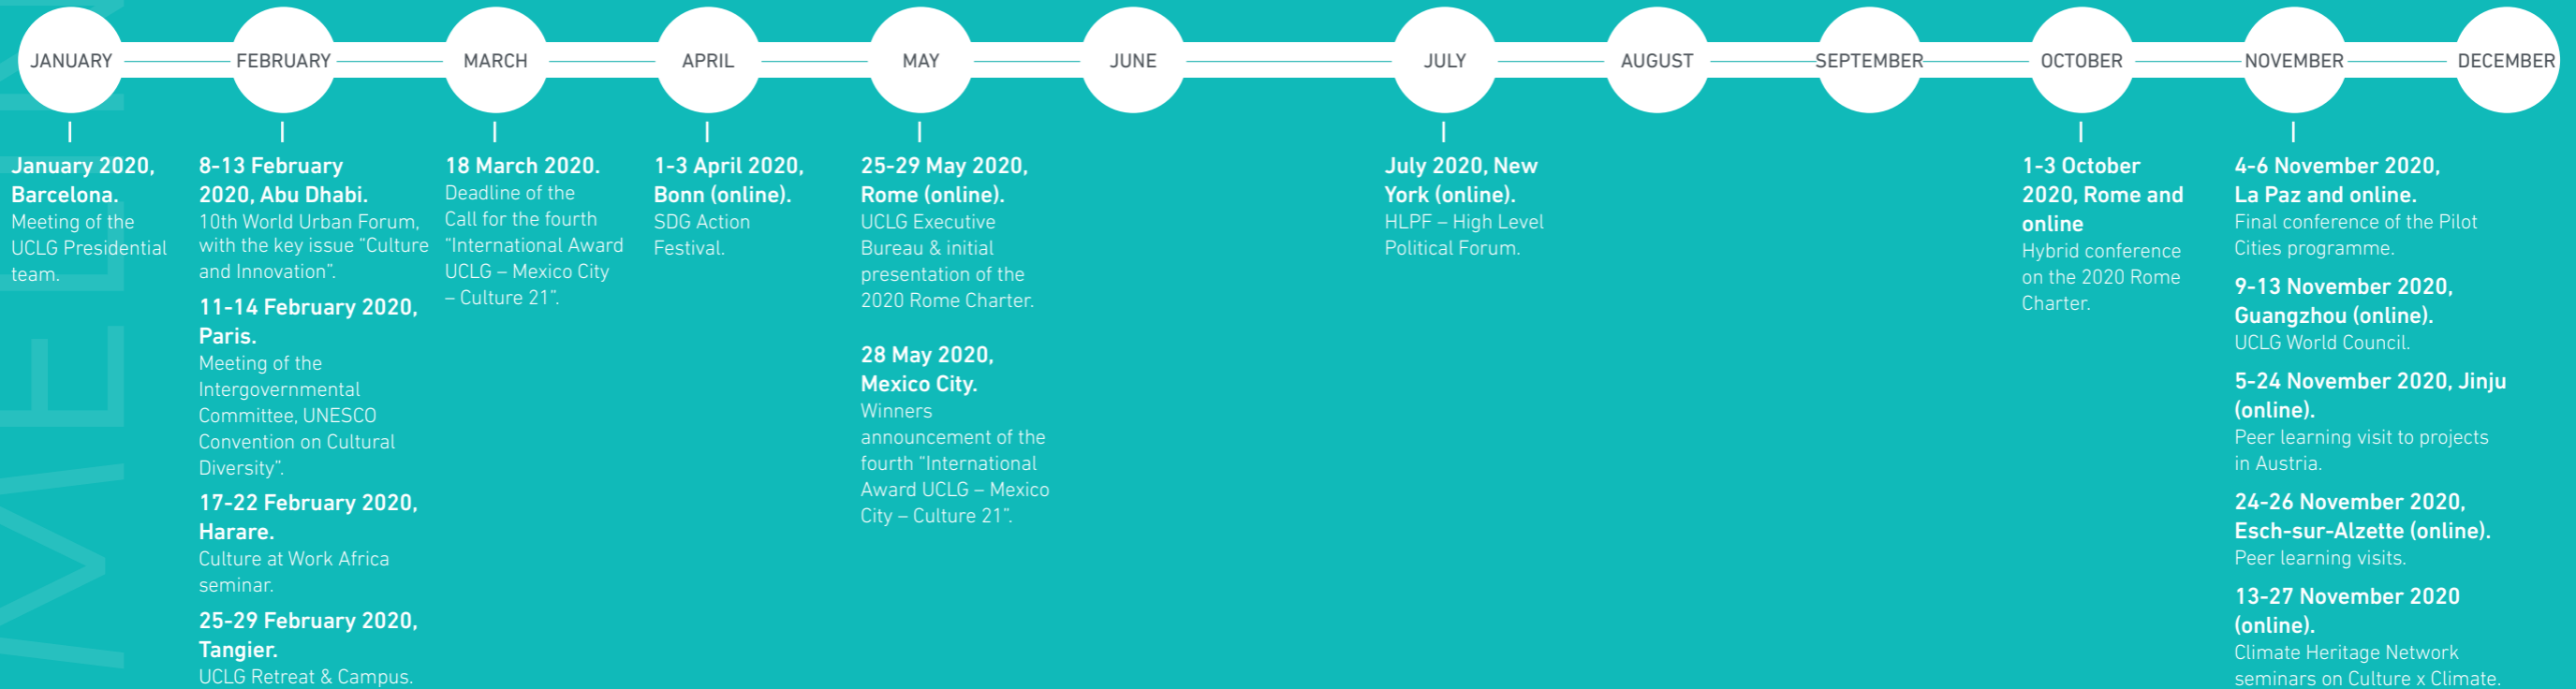 JANUARY
FEBRUARY
MARCH
APRIL
MAY
JUNE
JULY
AUGUST
SEPTEMBER
OCTOBER
NOVEMBER
DECEMBER
January 2020,
Barcelona.
Meeting of the
UCLG Presidential
team.
8-13 February
2020, Abu Dhabi.
10th World Urban Forum,
with the key issue “Culture
and Innovation”.
11-14 February 2020,
Paris.
Meeting of the
Intergovernmental
Committee, UNESCO
Convention on Cultural
Diversity”.
17-22 February 2020,
Harare.
Culture at Work Africa
seminar.
25-29 February 2020,
Tangier.
UCLG Retreat & Campus.
18 March 2020.
Deadline of the
Call for the fourth
“International Award
UCLG – Mexico City
– Culture 21”.
1-3 April 2020,
Bonn (online).
SDG Action
Festival.
25-29 May 2020,
Rome (online).
UCLG Executive
Bureau & initial
presentation of the
2020 Rome Charter.
28 May 2020,
Mexico City.
Winners
announcement of the
fourth “International
Award UCLG – Mexico
City – Culture 21”.
July 2020, New
York (online).
HLPF – High Level
Political Forum.
1-3 October
2020, Rome and
online
Hybrid conference
on the 2020 Rome
Charter.
4-6 November 2020,
La Paz and online.
Final conference of the Pilot
Cities programme.
9-13 November 2020,
Guangzhou (online).
UCLG World Council.
5-24 November 2020, Jinju
(online).
Peer learning visit to projects
in Austria.
24-26 November 2020,
Esch-sur-Alzette (online).
Peer learning visits.
13-27 November 2020
(online).
Climate Heritage Network
seminars on Culture x Climate.